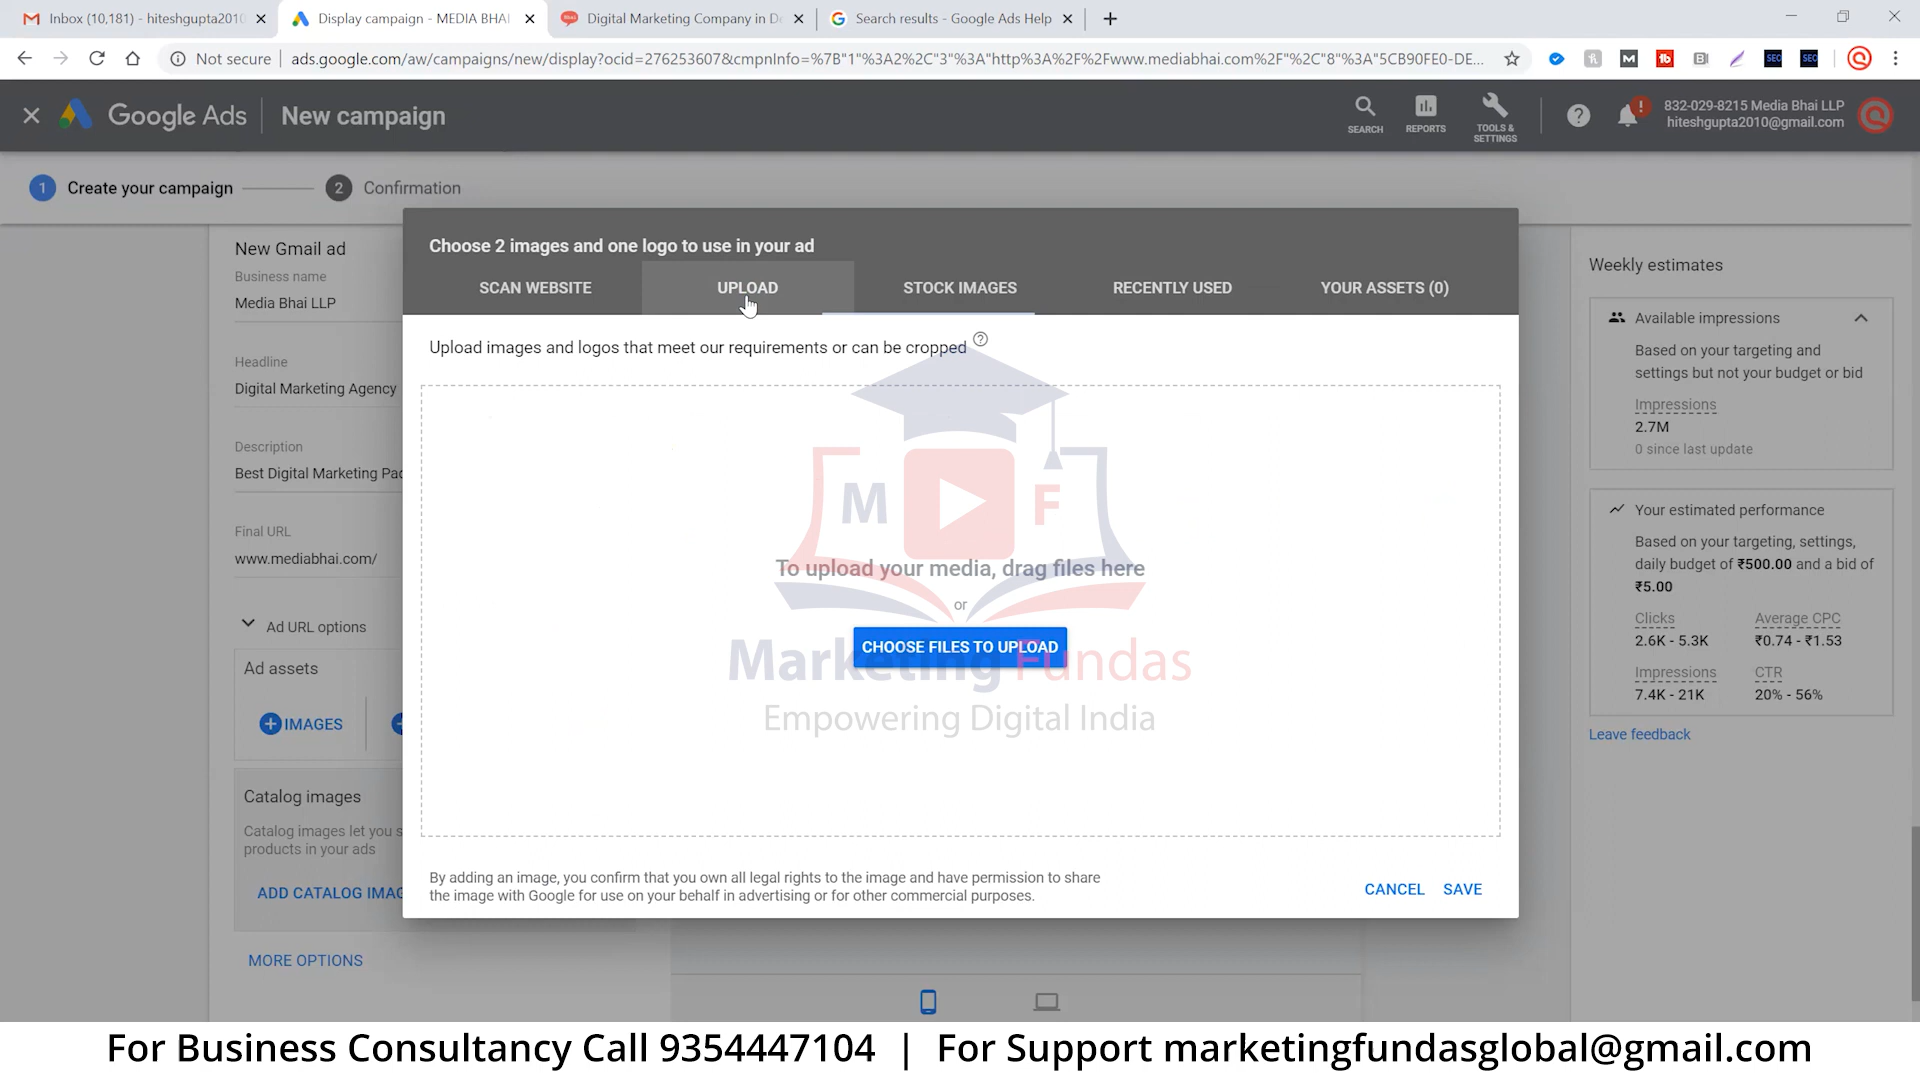 Inbox (10,181) - hiteshgupta2010
Display campaign - MEDIA BHAI
Digital Marketing Company in De
Search results - Google Ads Help
Not secure
ads.google.com/aw/campaigns/new/display?ocid=276253607&cmpnInfo=%7B"1"%3A2%2C"3"%3A"http%3A%2F%2Fwww.mediabhai.com%2F"%2C"8"%3A"5CB90FE0-DE...
Google Ads
New campaign
SEARCH
REPORTS
TOOLS &
SETTINGS
832-029-8215 Media Bhai LLP
hiteshgupta2010@gmail.com
1 Create your campaign
2 Confirmation
New Gmail ad
Business name
Media Bhai LLP
Headline
Digital Marketing Agency
Description
Best Digital Marketing Pac
Final URL
www.mediabhai.com/
Ad URL options
Ad assets
IMAGES
Catalog images
Catalog images let you s
products in your ads
ADD CATALOG IMAG
MORE OPTIONS
Choose 2 images and one logo to use in your ad
SCAN WEBSITE
UPLOAD
STOCK IMAGES
RECENTLY USED
YOUR ASSETS (0)
Upload images and logos that meet our requirements or can be cropped
M F
To upload your media, drag files here
or
CHOOSE FILES TO UPLOAD
Marketing Fundas
Empowering Digital India
By adding an image, you confirm that you own all legal rights to the image and have permission to share
the image with Google for use on your behalf in advertising or for other commercial purposes.
CANCEL
SAVE
Weekly estimates
Available impressions
Based on your targeting and
settings but not your budget or bid
Impressions
2.7M
0 since last update
Your estimated performance
Based on your targeting, settings,
daily budget of ₹500.00 and a bid of
₹5.00
Clicks
2.6K - 5.3K
Average CPC
₹0.74 - ₹1.53
Impressions
7.4K - 21K
CTR
20% - 56%
Leave feedback
For Business Consultancy Call 9354447104 | For Support marketingfundasglobal@gmail.com